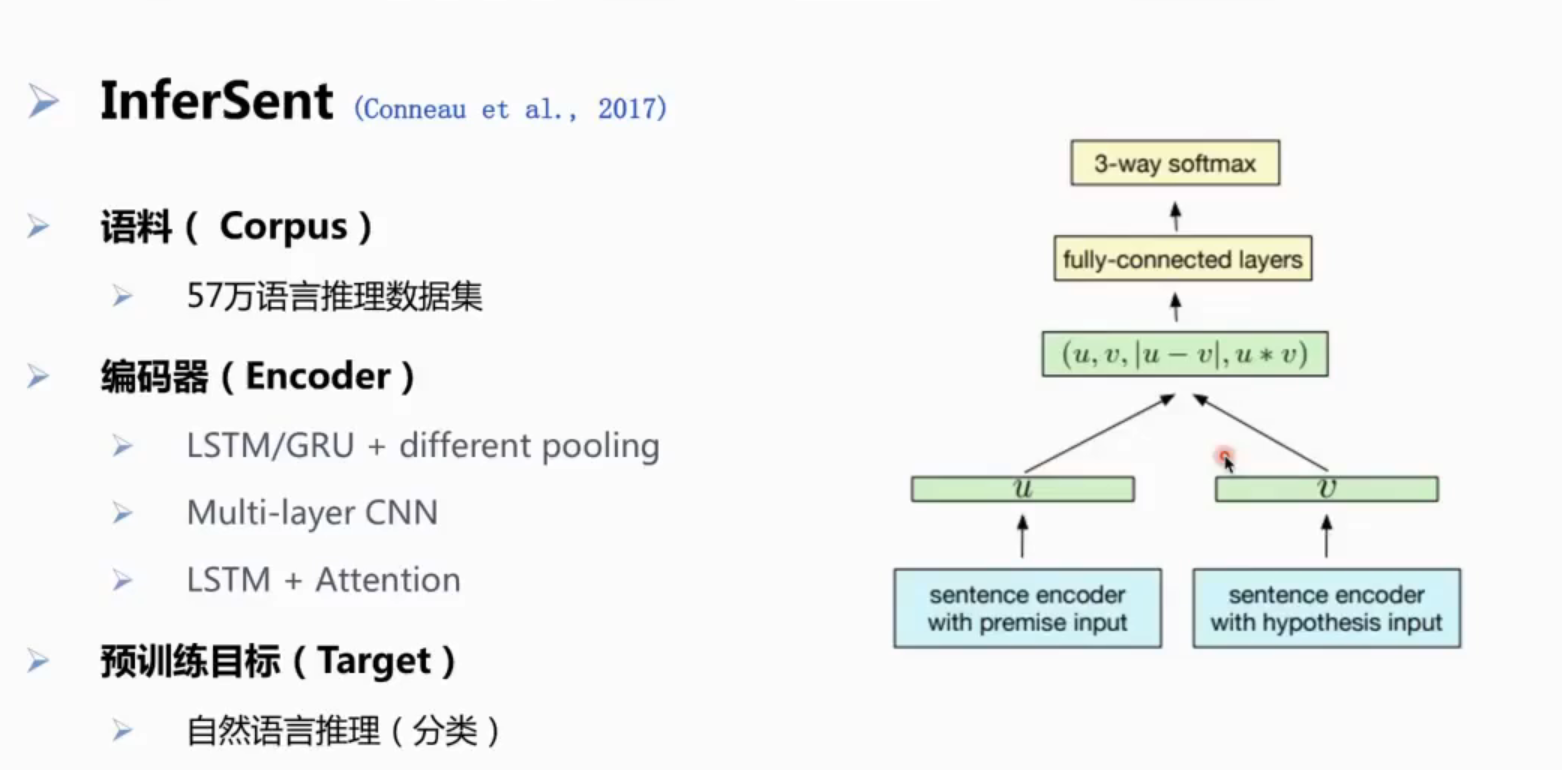 InferSent (Conneau et al., 2017)
语料（ Corpus）
57万语言推理数据集
编码器（Encoder）
LSTM/GRU + different pooling
Multi-layer CNN
LSTM + Attention
预训练目标（Target）
自然语言推理（分类）
3-way softmax
fully-connected layers
(u, v, |u − v|, u ∗ v)
u
v
sentence encoder
with premise input
sentence encoder
with hypothesis input